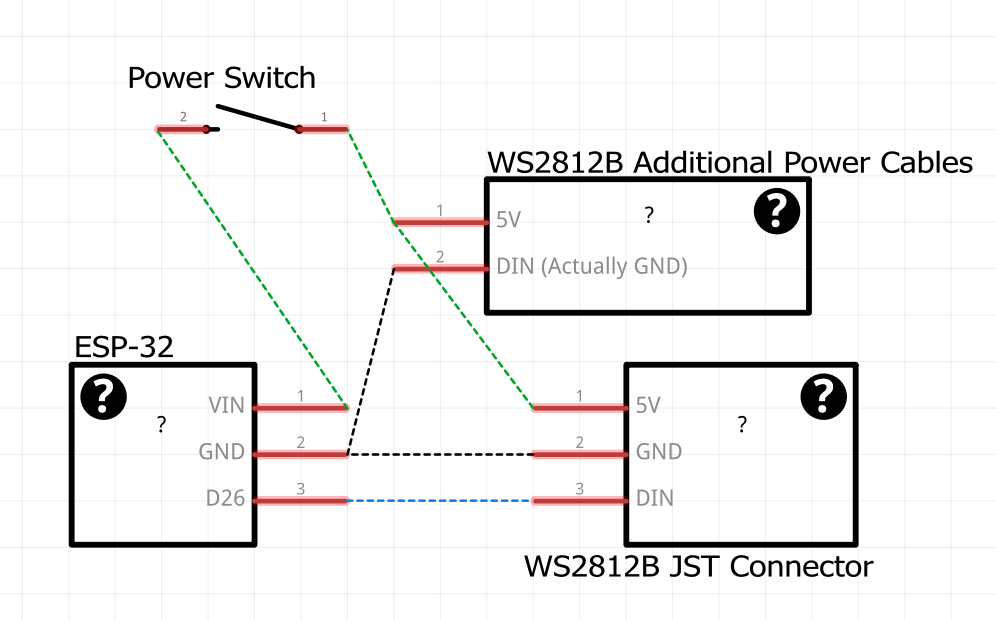 Power Switch
2 1
WS2812B Additional Power Cables
?
?
1 5V
2 DIN (Actually GND)
ESP-32
?
?
VIN 1
GND 2
D26 3
?
?
1 5V
2 GND
3 DIN
WS2812B JST Connector